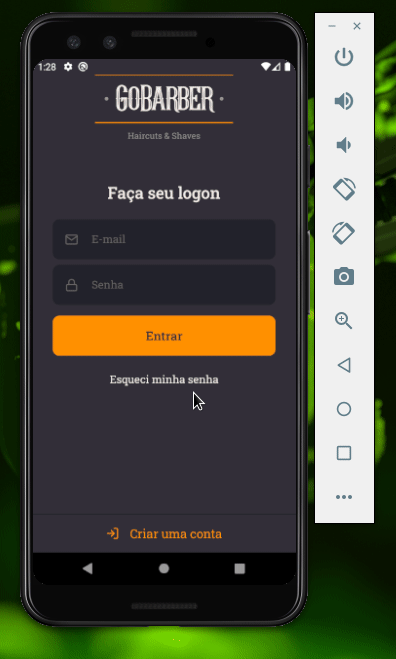 1:28
GOBARBER
Haircuts & Shaves
Faça seu logon
E-mail
Senha
Entrar
Esqueci minha senha
Criar uma conta